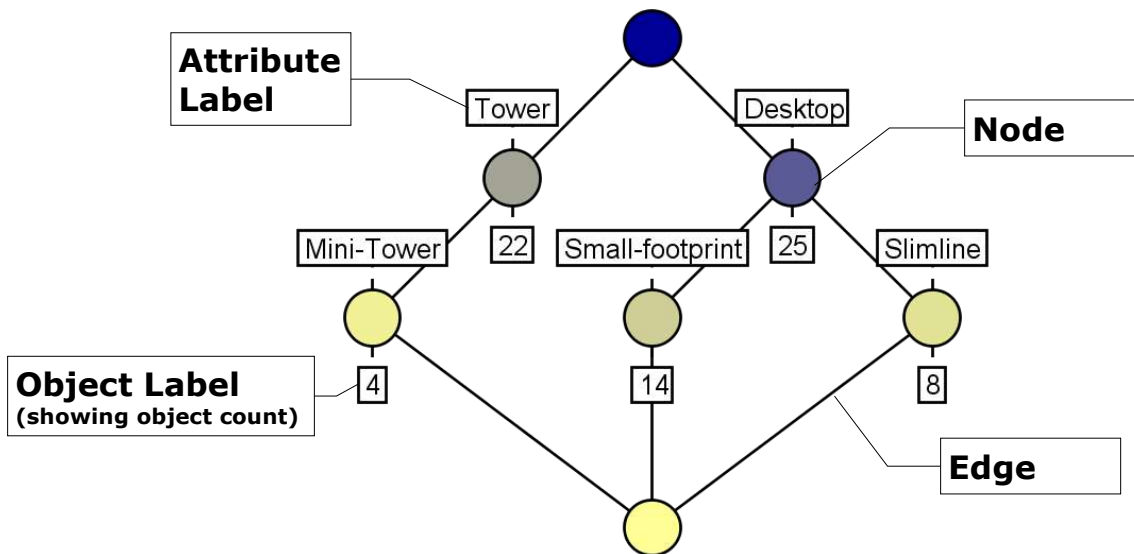 Attribute
Label
Tower
Desktop
Node
Mini-Tower
22
Small-footprint
25
Slimline
Object Label
(showing object count)
4
14
8
Edge